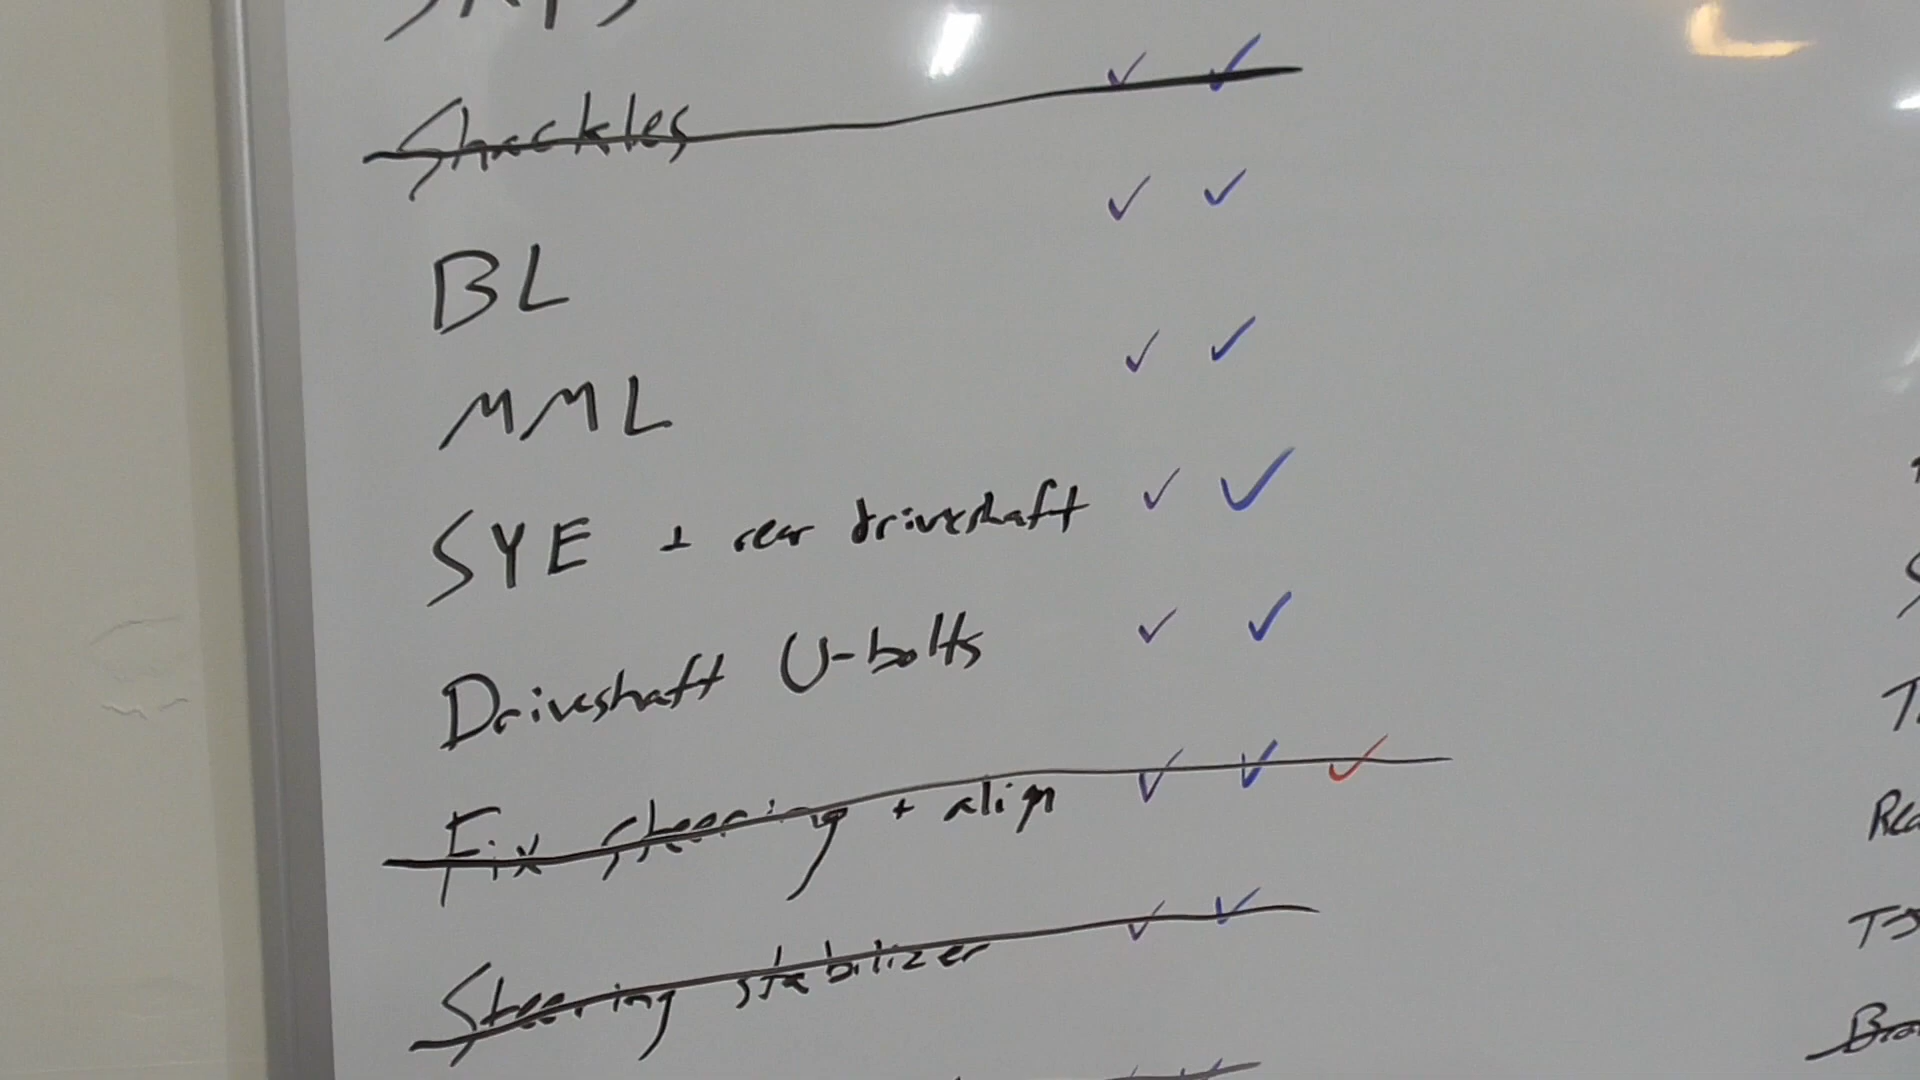 Shackles ✓ ✓
BL ✓ ✓
MML ✓ ✓
SYE + rear driveshaft ✓ ✓
Driveshaft U-bolts ✓ ✓
Fix steering + align ✓ ✓ ✓
Steering stabilizer ✓ ✓